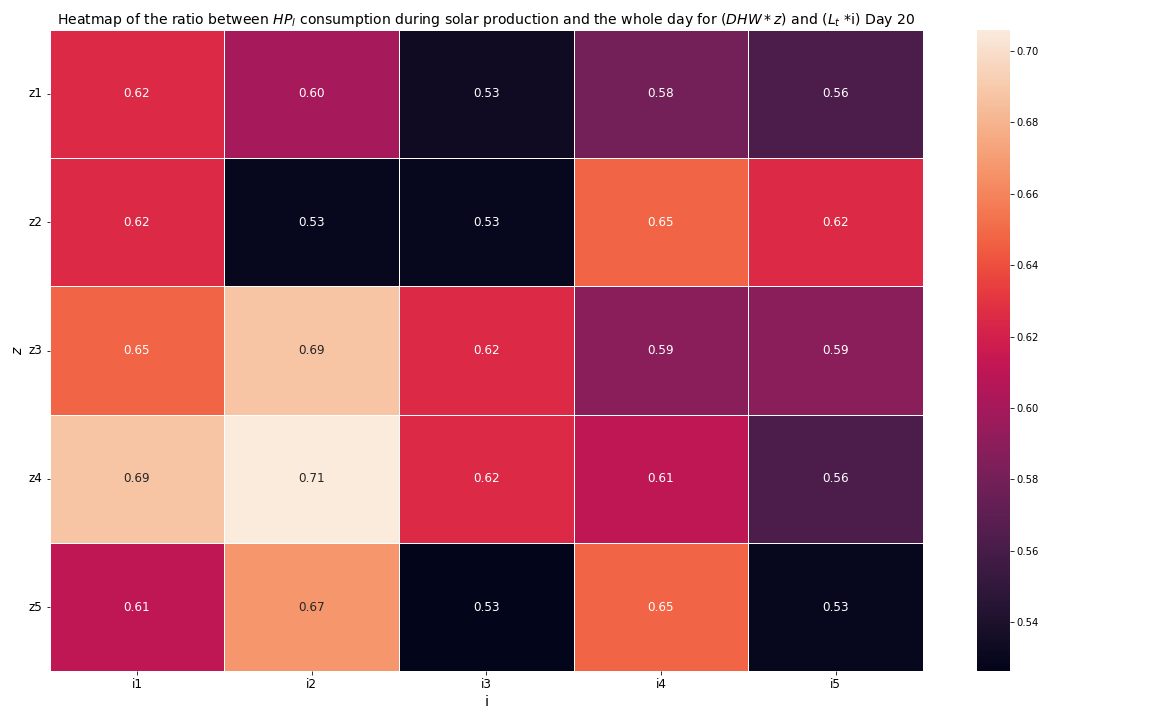 Heatmap of the ratio between HP_l consumption during solar production and the whole day for (DHW * z) and (L_t *i) Day 20
z1 0.62 0.60 0.53 0.58 0.56
z2 0.62 0.53 0.53 0.65 0.62
z z3 0.65 0.69 0.62 0.59 0.59
z4 0.69 0.71 0.62 0.61 0.56
z5 0.61 0.67 0.53 0.65 0.53
i1 i2 i3 i4 i5
i
0.70
0.68
0.66
0.64
0.62
0.60
0.58
0.56
0.54